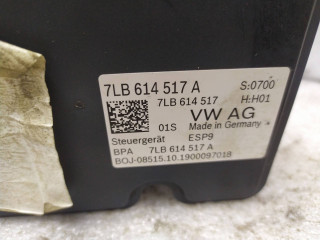 7LB 614 517 A S:0700
7LB 614 517 H:H01
VW AG
01S Made in Germany
Steuergerät ESP9
BPA 7LB 614 517 A
BOJ-08515.10.1900097018